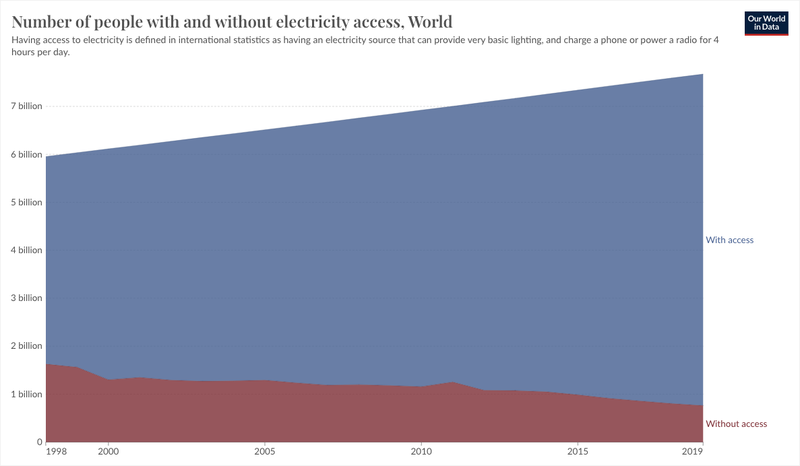 Number of people with and without electricity access, World
Our World
in Data
Having access to electricity is defined in international statistics as having an electricity source that can provide very basic lighting, and charge a phone or power a radio for 4
hours per day.
7 billion
6 billion
5 billion
4 billion
3 billion
2 billion
1 billion
0
With access
Without access
1998
2000
2005
2010
2015
2019